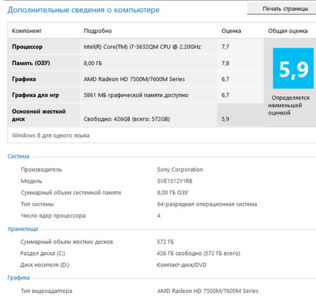 Дополнительные сведения о компьютере
Печать страницы
Компонент Подробно Оценка Общая оценка
Процессор Intel(R) Core(TM) i7-3632QM CPU @ 2.20GHz 7,7
Память (ОЗУ) 8,00 ГБ 7,8
Графика AMD Radeon HD 7500M/7600M Series 6,7
Графика для игр 5861 МБ графической памяти доступно 6,7
5,9
Определяется
наименьшей
оценкой
Основной жесткий
диск Свободно: 426GB (всего: 572GB) 5,9
Windows 8 для одного языка
Система
Производитель Sony Corporation
Модель SVE1512Y1RB
Суммарный объем системной памяти 8,00 ГБ ОЗУ
Тип системы 64-разрядная операционная система
Число ядер процессора 4
Хранилище
Суммарный объем жестких дисков 572 ГБ
Раздел диска (C) 426 ГБ свободно (572 ГБ всего)
Диск носителя (D) Компакт-диск/DVD
Графика
Тип видеоадаптера AMD Radeon HD 7500M/7600M Series